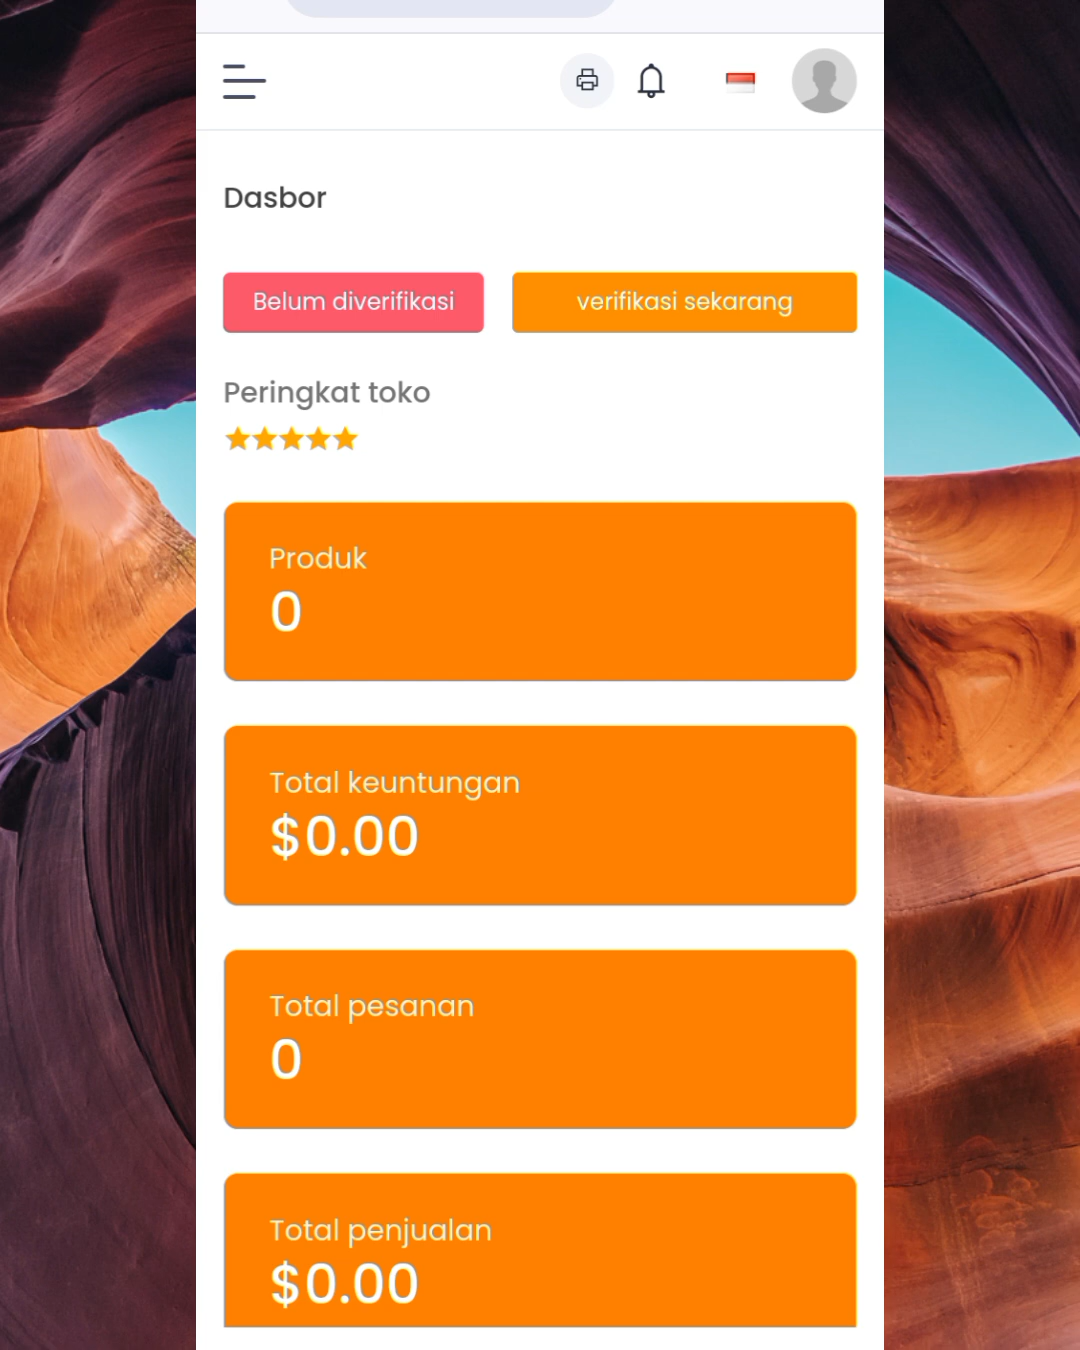 Dasbor
Belum diverifikasi
verifikasi sekarang
Peringkat toko
Produk
0
Total keuntungan
$0.00
Total pesanan
0
Total penjualan
$0.00